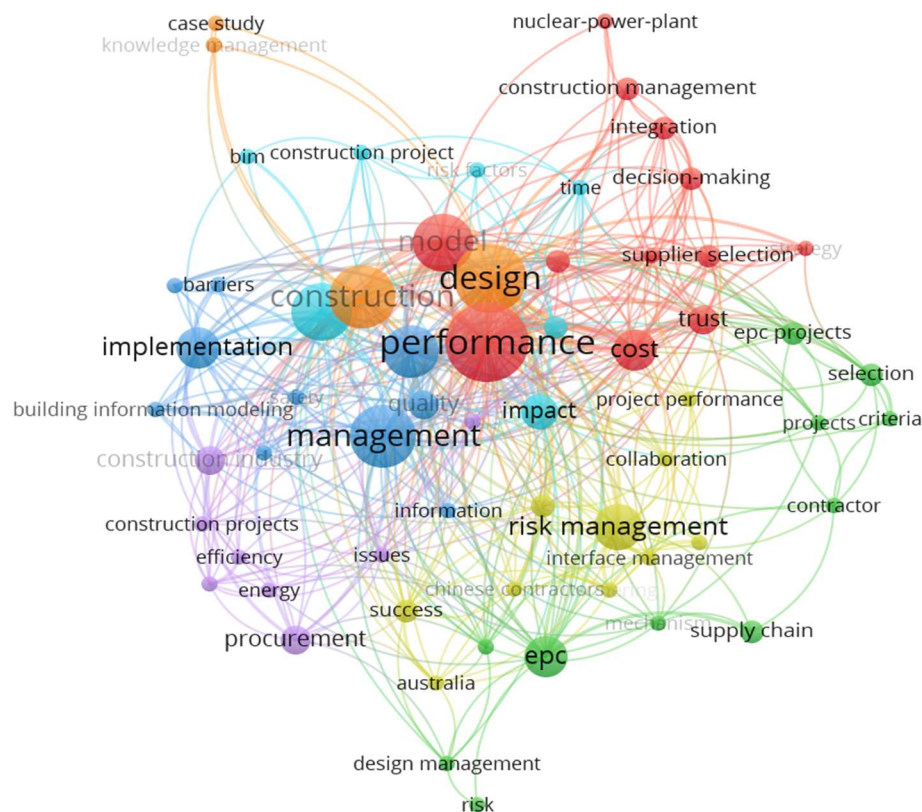 case study
nuclear-power-plant
knowledge management
construction management
integration
bim
construction project
risk factors
time
decision-making
model
supplier selection
strategy
design
barriers
construction
trust
epc projects
implementation
performance
cost
selection
safety
quality
project performance
building information modeling
impact
projects
criteria
management
construction industry
collaboration
information
contractor
construction projects
risk management
efficiency
issues
interface management
energy
chinese contractors
success
mechanism
procurement
supply chain
epc
australia
design management
risk